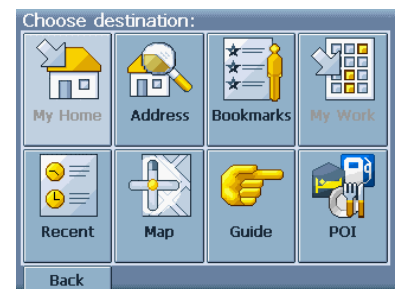 Choose destination:
My Home Address Bookmarks My Work
Recent Map Guide POI
Back